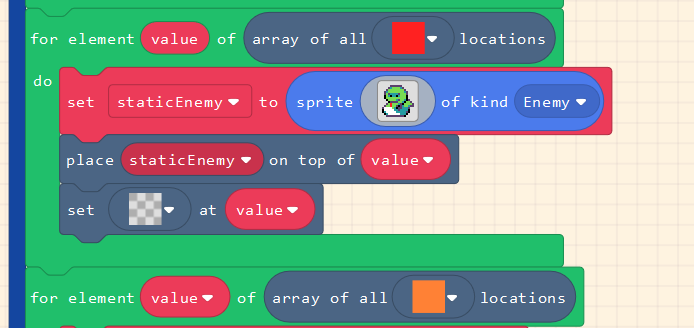 for element value of array of all locations
do
set staticEnemy to sprite of kind Enemy
place staticEnemy on top of value
set at value
for element value of array of all locations